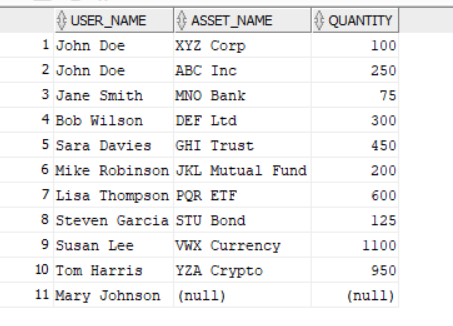 USER_NAME ASSET_NAME QUANTITY
1 John Doe XYZ Corp 100
2 John Doe ABC Inc 250
3 Jane Smith MNO Bank 75
4 Bob Wilson DEF Ltd 300
5 Sara Davies GHI Trust 450
6 Mike Robinson JKL Mutual Fund 200
7 Lisa Thompson PQR ETF 600
8 Steven Garcia STU Bond 125
9 Susan Lee VWX Currency 1100
10 Tom Harris YZA Crypto 950
11 Mary Johnson (null) (null)